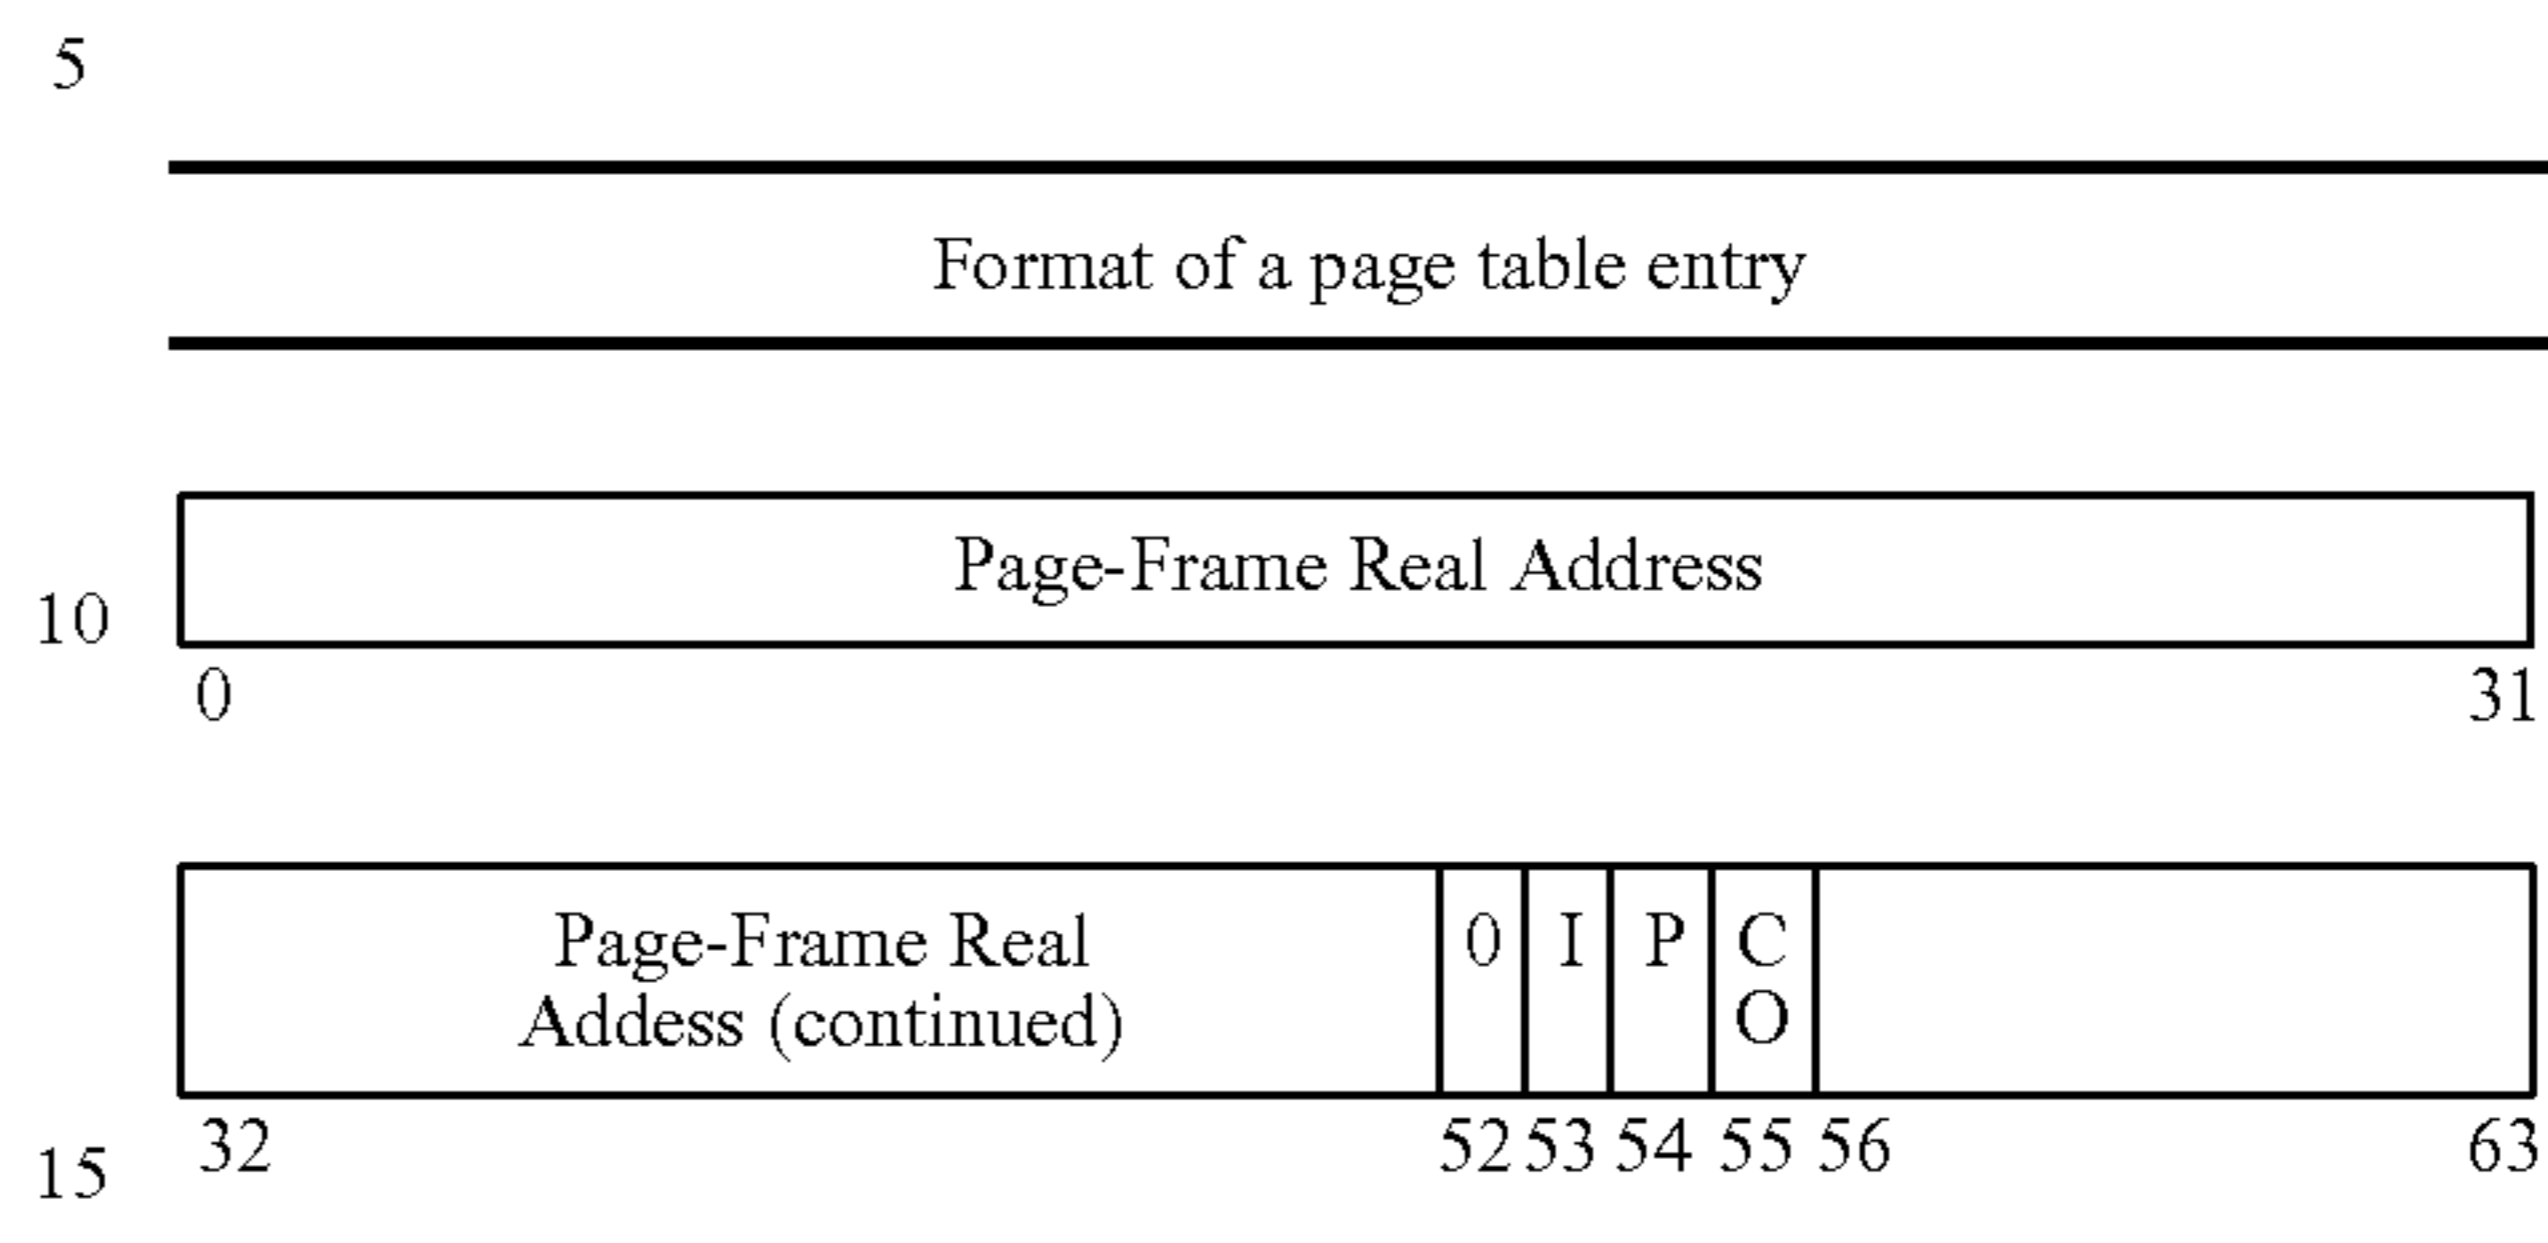 5
Format of a page table entry
Page-Frame Real Address
10
0 31
Page-Frame Real 0 I P C
Addess (continued) O
32 52 53 54 55 56 63
15